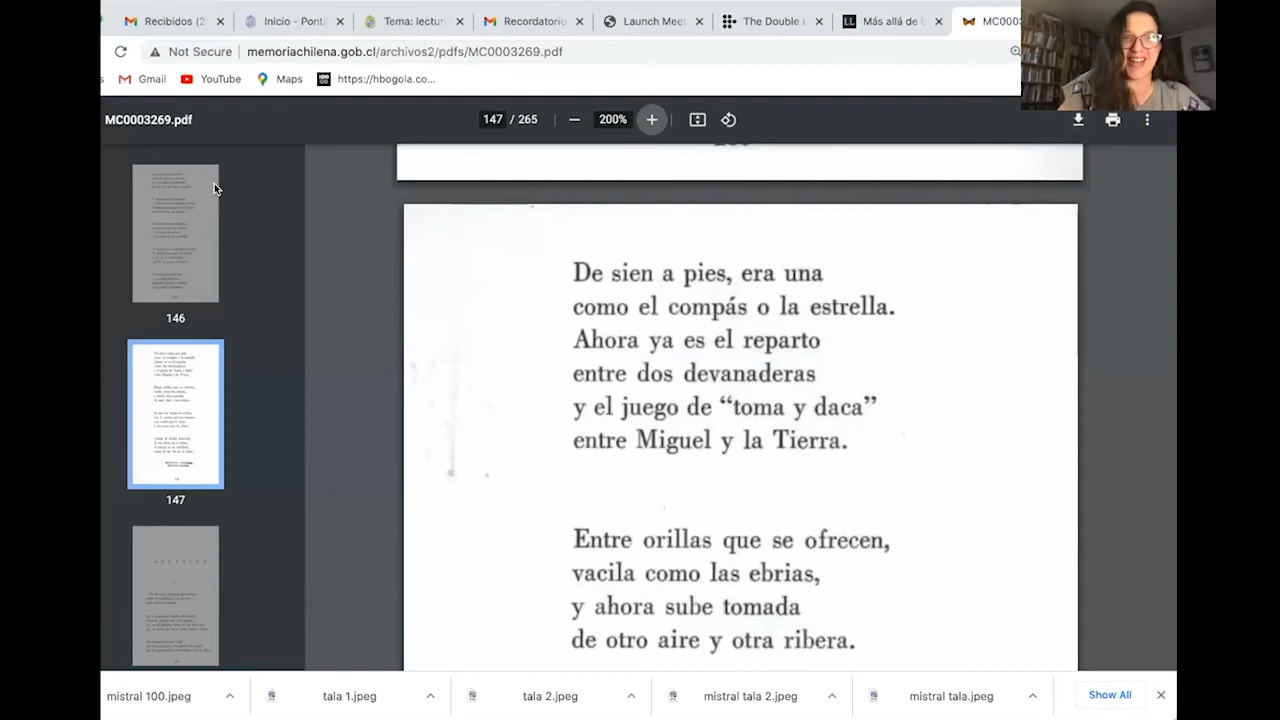 Recibidos (2
Inicio - Ponti
Tema: lectur
Recordatorio
Launch Meet
The Double L
Más allá de l
MC0003
Not Secure
memoriachilena.gob.cl/archivos2/pdfs/MC0003269.pdf
s
Gmail
YouTube
Maps
https://hbogola.co...
MC0003269.pdf
147 / 265
200%
146
147
De sien a pies, era una
como el compás o la estrella.
Ahora ya es el reparto
entre dos devanaderas
y el juego de “toma y daca”
entre Miguel y la Tierra.
Entre orillas que se ofrecen,
vacila como las ebrias,
y ahora sube tomada
de otro aire y otra ribera.
mistral 100.jpeg
tala 1.jpeg
tala 2.jpeg
mistral tala 2.jpeg
mistral tala.jpeg
Show All